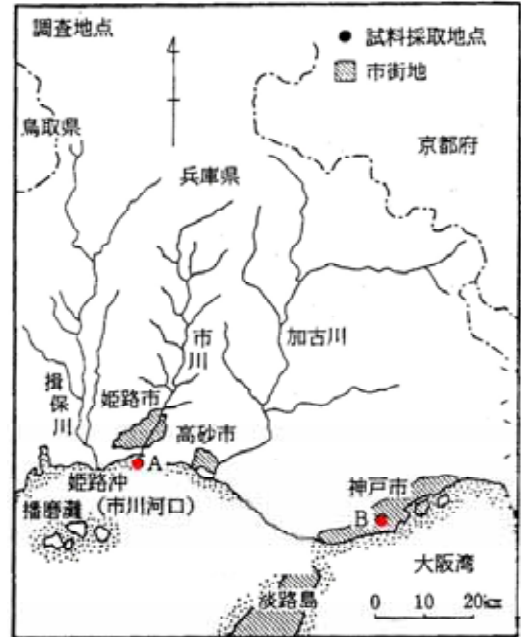 調査地点
● 試料採取地点
市街地
鳥取県
京都府
兵庫県
市川
加古川
揖保川
姫路市
高砂市
A
姫路沖
(市川河口)
播磨灘
神戸市
B
大阪湾
淡路島
0 10 20km